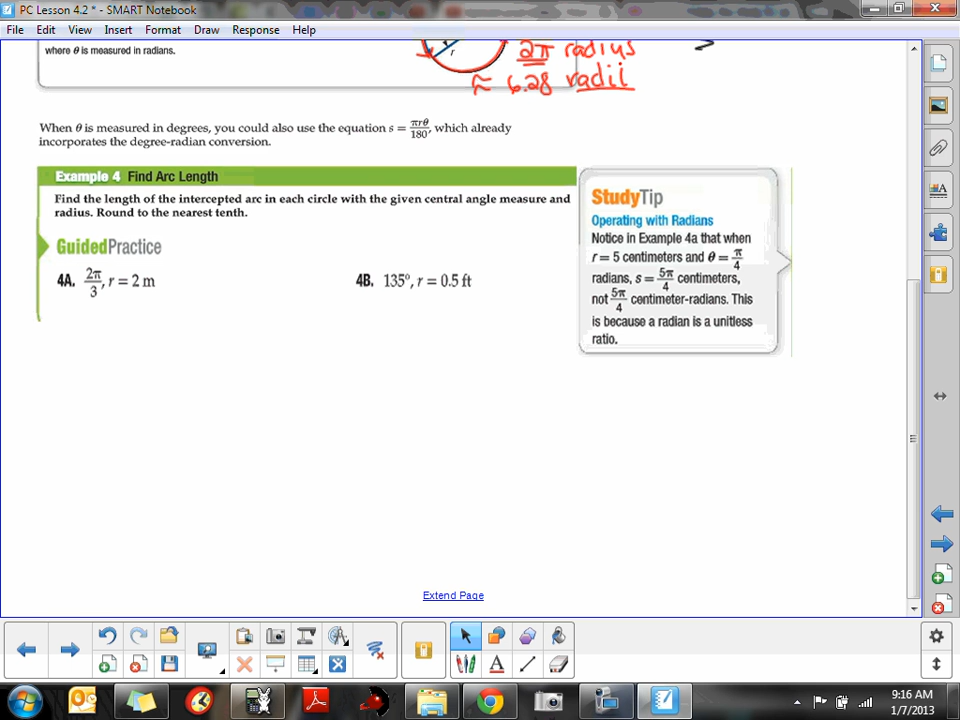 PC Lesson 4.2 * - SMART Notebook
File Edit View Insert Format Draw Response Help
where θ is measured in radians.
r
2π radius
≈ 6.28 radii
When θ is measured in degrees, you could also use the equation s = πrθ/180, which already
incorporates the degree-radian conversion.
Example 4 Find Arc Length
Find the length of the intercepted arc in each circle with the given central angle measure and
radius. Round to the nearest tenth.
GuidedPractice
4A. 2π/3, r = 2 m
4B. 135º, r = 0.5 ft
StudyTip
Operating with Radians
Notice in Example 4a that when
r = 5 centimeters and θ = π/4
radians, s = 5π/4 centimeters,
not 5π/4 centimeter-radians. This
is because a radian is a unitless
ratio.
Extend Page
9:16 AM
1/7/2013